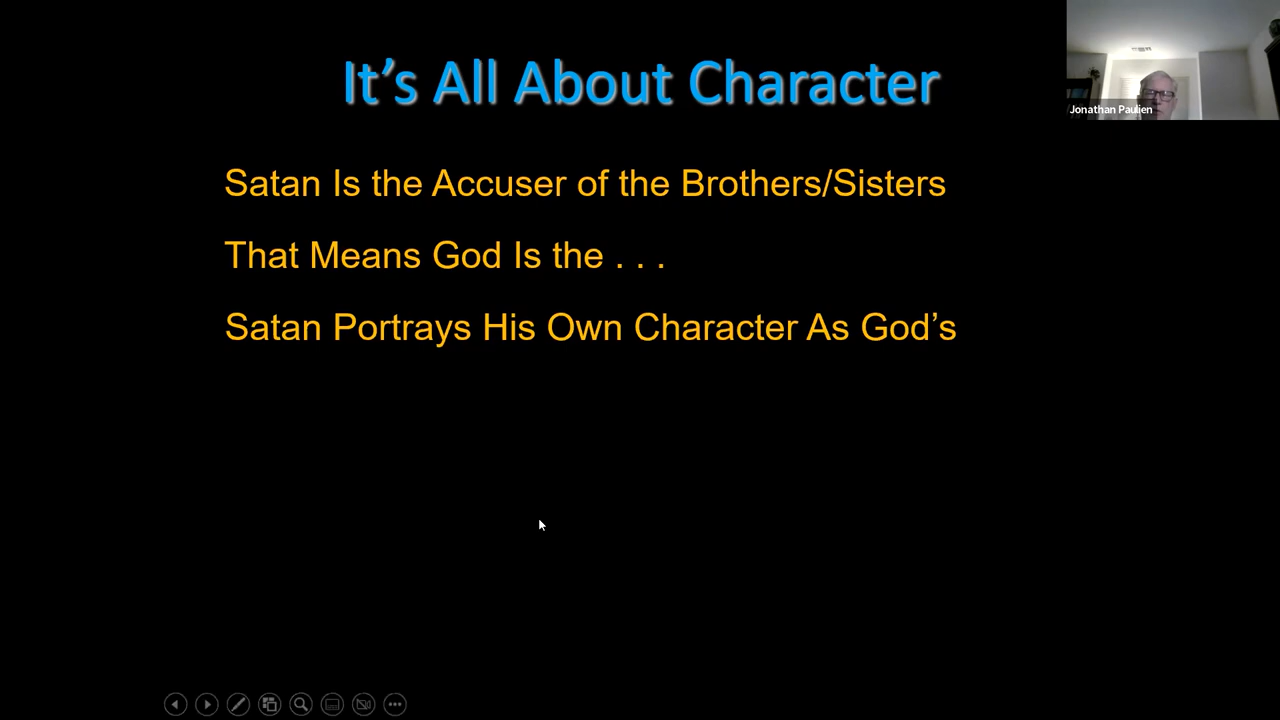 It's All About Character
Jonathan Paulien
Satan Is the Accuser of the Brothers/Sisters
That Means God Is the . . .
Satan Portrays His Own Character As God's